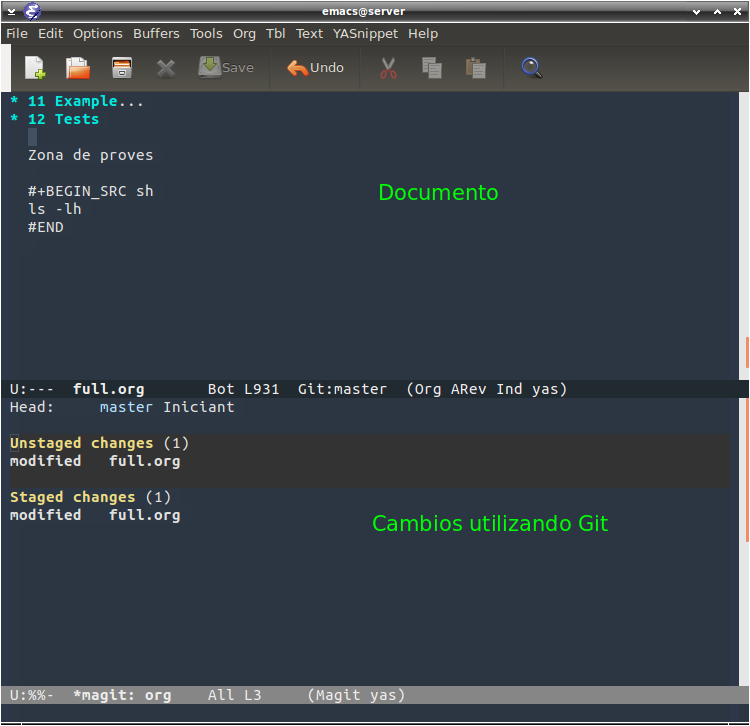 emacs@server
File Edit Options Buffers Tools Org Tbl Text YASnippet Help
Save Undo
* 11 Example...
* 12 Tests
Zona de proves
#+BEGIN_SRC sh
Documento
ls -lh
#END
U:--- full.org Bot L931 Git:master (Org ARev Ind yas)
Head: master Iniciant
Unstaged changes (1)
modified full.org
Staged changes (1)
modified full.org
Cambios utilizando Git
U:%%- *magit: org All L3 (Magit yas)